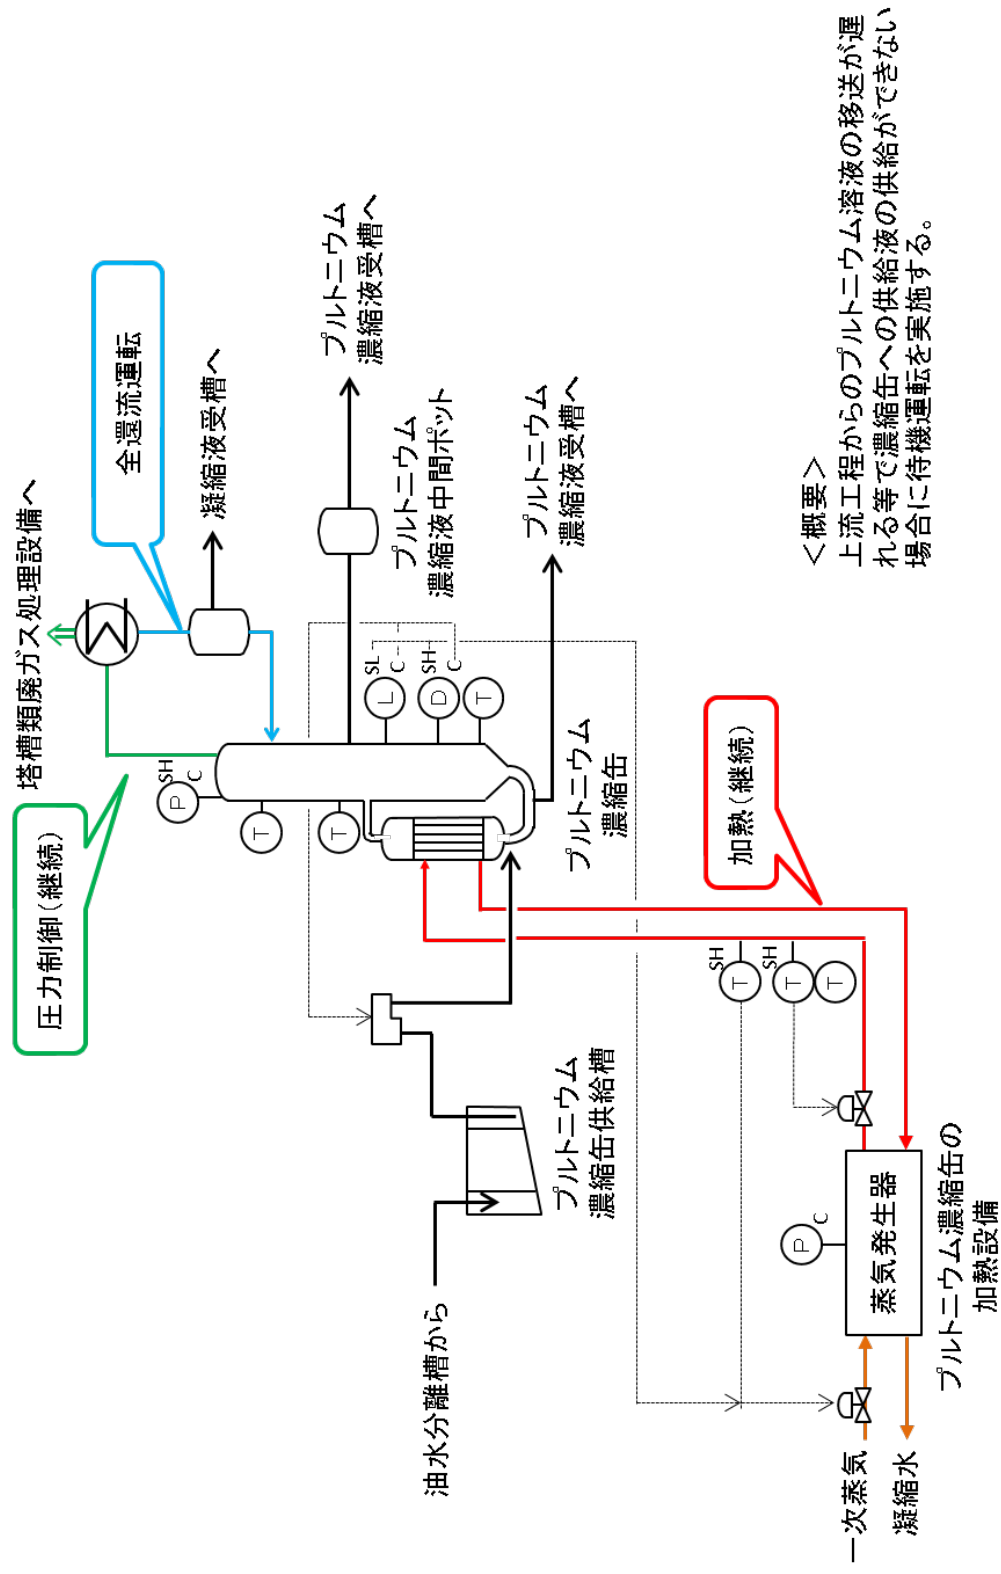 塔槽類廃ガス処理設備へ
圧力制御(継続)
全還流運転
凝縮液受槽へ
P
SH
C
T
T
L
SL
C
D
SH
C
T
プルトニウム
濃縮液受槽へ
プルトニウム
濃縮液中間ポット
プルトニウム
濃縮液受槽へ
プルトニウム
濃縮缶
油水分離槽から
プルトニウム
濃縮缶供給槽
加熱(継続)
SH
T
SH
T
T
P
C
蒸気発生器
一次蒸気
凝縮水
プルトニウム濃縮缶の
加熱設備
<概要>
上流工程からのプルトニウム溶液の移送が遅
れる等で濃縮缶への供給液の供給ができない
場合に待機運転を実施する。